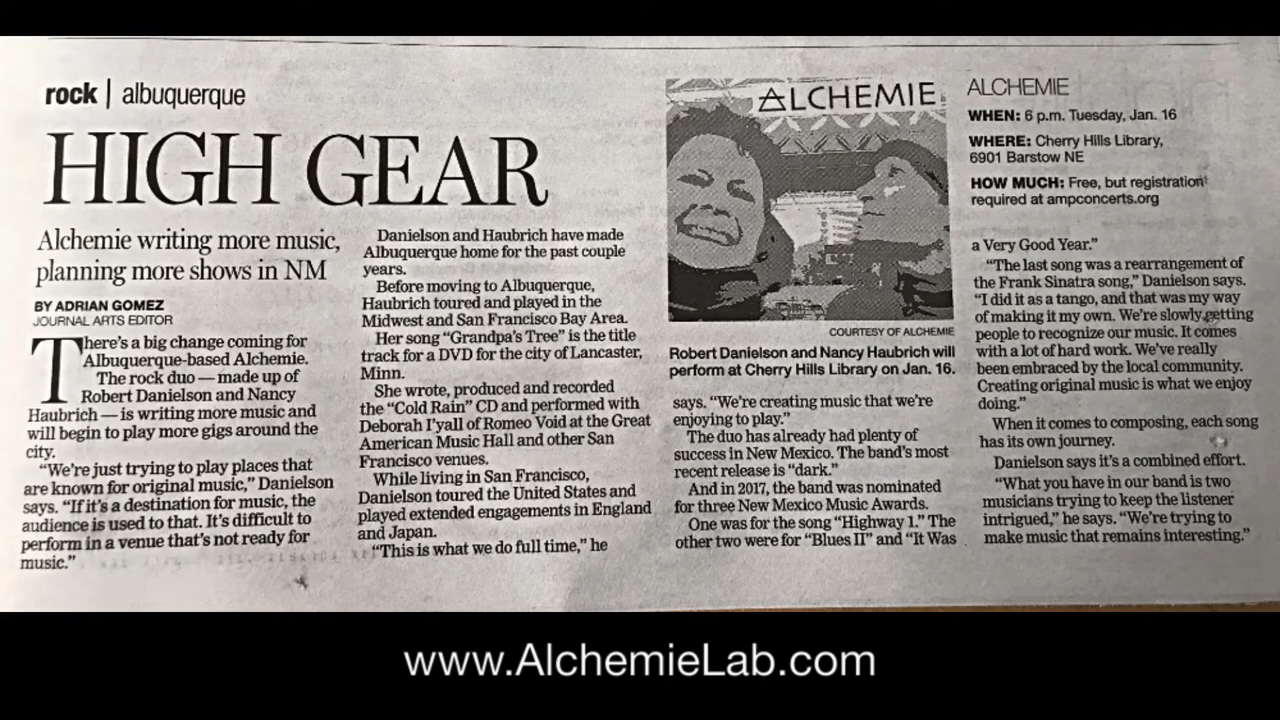 rock | albuquerque
HIGH GEAR
Alchemie writing more music,
planning more shows in NM
BY ADRIAN GOMEZ
JOURNAL ARTS EDITOR
There's a big change coming for
Albuquerque-based Alchemie.
The rock duo — made up of
Robert Danielson and Nancy
Haubrich — is writing more music and
will begin to play more gigs around the
city.
"We're just trying to play places that
are known for original music," Danielson
says. "If it's a destination for music, the
audience is used to that. It's difficult to
perform in a venue that's not ready for
music."
Danielson and Haubrich have made
Albuquerque home for the past couple
years.
Before moving to Albuquerque,
Haubrich toured and played in the
Midwest and San Francisco Bay Area.
Her song "Grandpa's Tree" is the title
track for a DVD for the city of Lancaster,
Minn.
She wrote, produced and recorded
the "Cold Rain" CD and performed with
Deborah I'yall of Romeo Void at the Great
American Music Hall and other San
Francisco venues.
While living in San Francisco,
Danielson toured the United States and
played extended engagements in England
and Japan.
"This is what we do full time," he
ALCHEMIE
COURTESY OF ALCHEMIE
Robert Danielson and Nancy Haubrich will
perform at Cherry Hills Library on Jan. 16.
says. "We're creating music that we're
enjoying to play."
The duo has already had plenty of
success in New Mexico. The band's most
recent release is "dark."
And in 2017, the band was nominated
for three New Mexico Music Awards.
One was for the song "Highway 1." The
other two were for "Blues II" and "It Was
ALCHEMIE
WHEN: 6 p.m. Tuesday, Jan. 16
WHERE: Cherry Hills Library,
6901 Barstow NE
HOW MUCH: Free, but registration
required at ampconcerts.org
a Very Good Year."
"The last song was a rearrangement of
the Frank Sinatra song," Danielson says.
"I did it as a tango, and that was my way
of making it my own. We're slowly getting
people to recognize our music. It comes
with a lot of hard work. We've really
been embraced by the local community.
Creating original music is what we enjoy
doing."
When it comes to composing, each song
has its own journey.
Danielson says it's a combined effort.
"What you have in our band is two
musicians trying to keep the listener
intrigued," he says. "We're trying to
make music that remains interesting."
www.AlchemieLab.com